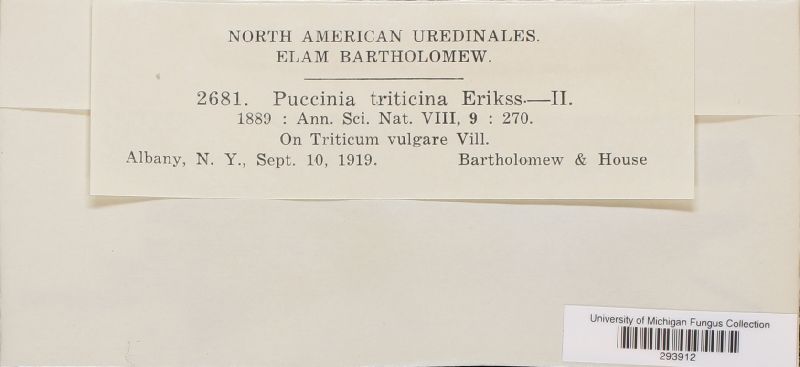 NORTH AMERICAN UREDINALES.
ELAM BARTHOLOMEW.
2681. Puccinia triticina Erikss.—II.
1889 : Ann. Sci. Nat. VIII, 9 : 270.
On Triticum vulgare Vill.
Albany, N. Y., Sept. 10, 1919. Bartholomew & House
University of Michigan Fungus Collection
293912